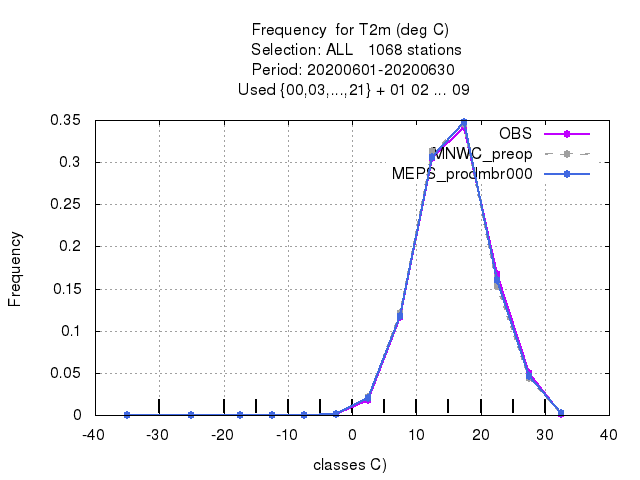 Frequency  for T2m (deg C)
Selection: ALL   1068 stations
Period: 20200601-20200630
Used {00,03,...,21} + 01 02 ... 09
0.35
0.3
0.25
0.2
0.15
0.1
0.05
0
Frequency
OBS
MNWC_preop
MEPS_prodmbr000
-40 -30 -20 -10 0 10 20 30 40
classes C)